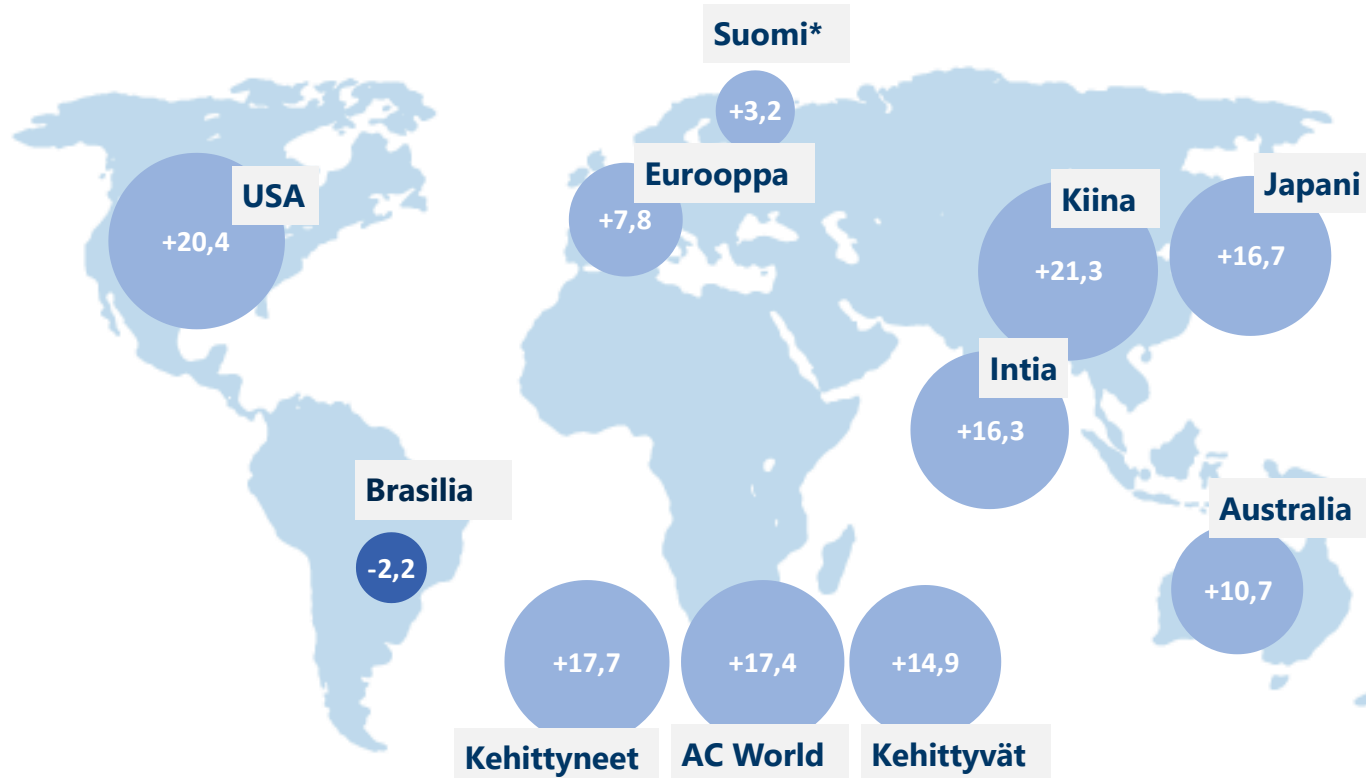 Suomi*
+3,2
Eurooppa
+7,8
USA
+20,4
Kiina
+21,3
Japani
+16,7
Intia
+16,3
Brasilia
-2,2
Australia
+10,7
+17,7
Kehittyneet
+17,4
AC World
+14,9
Kehittyvät